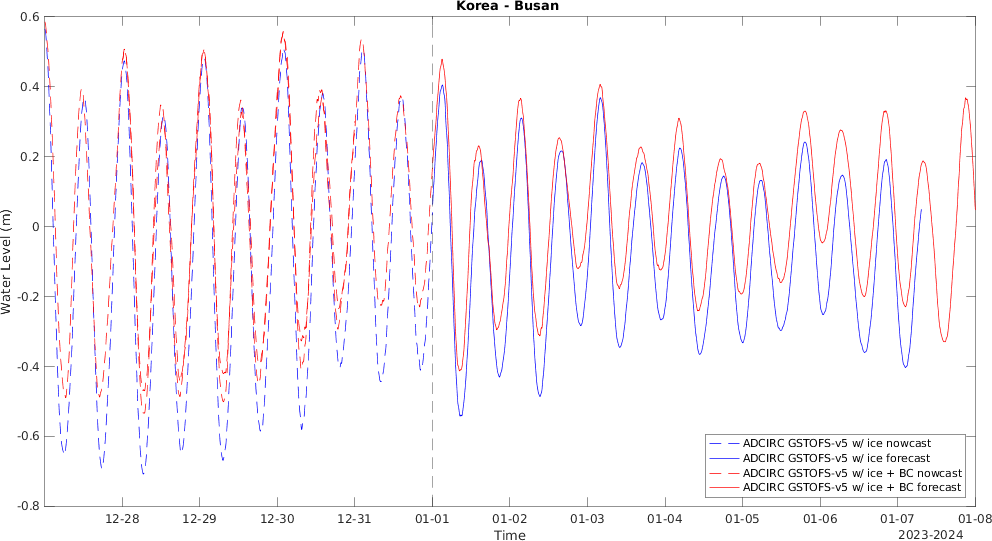 Korea - Busan
0.6
0.4
0.2
0
-0.2
-0.4
-0.6
-0.8
Water Level (m)
ADCIRC GSTOFS-v5 w/ ice nowcast
ADCIRC GSTOFS-v5 w/ ice forecast
ADCIRC GSTOFS-v5 w/ ice + BC nowcast
ADCIRC GSTOFS-v5 w/ ice + BC forecast
12-28 12-29 12-30 12-31 01-01 01-02 01-03 01-04 01-05 01-06 01-07 01-08
Time
2023-2024